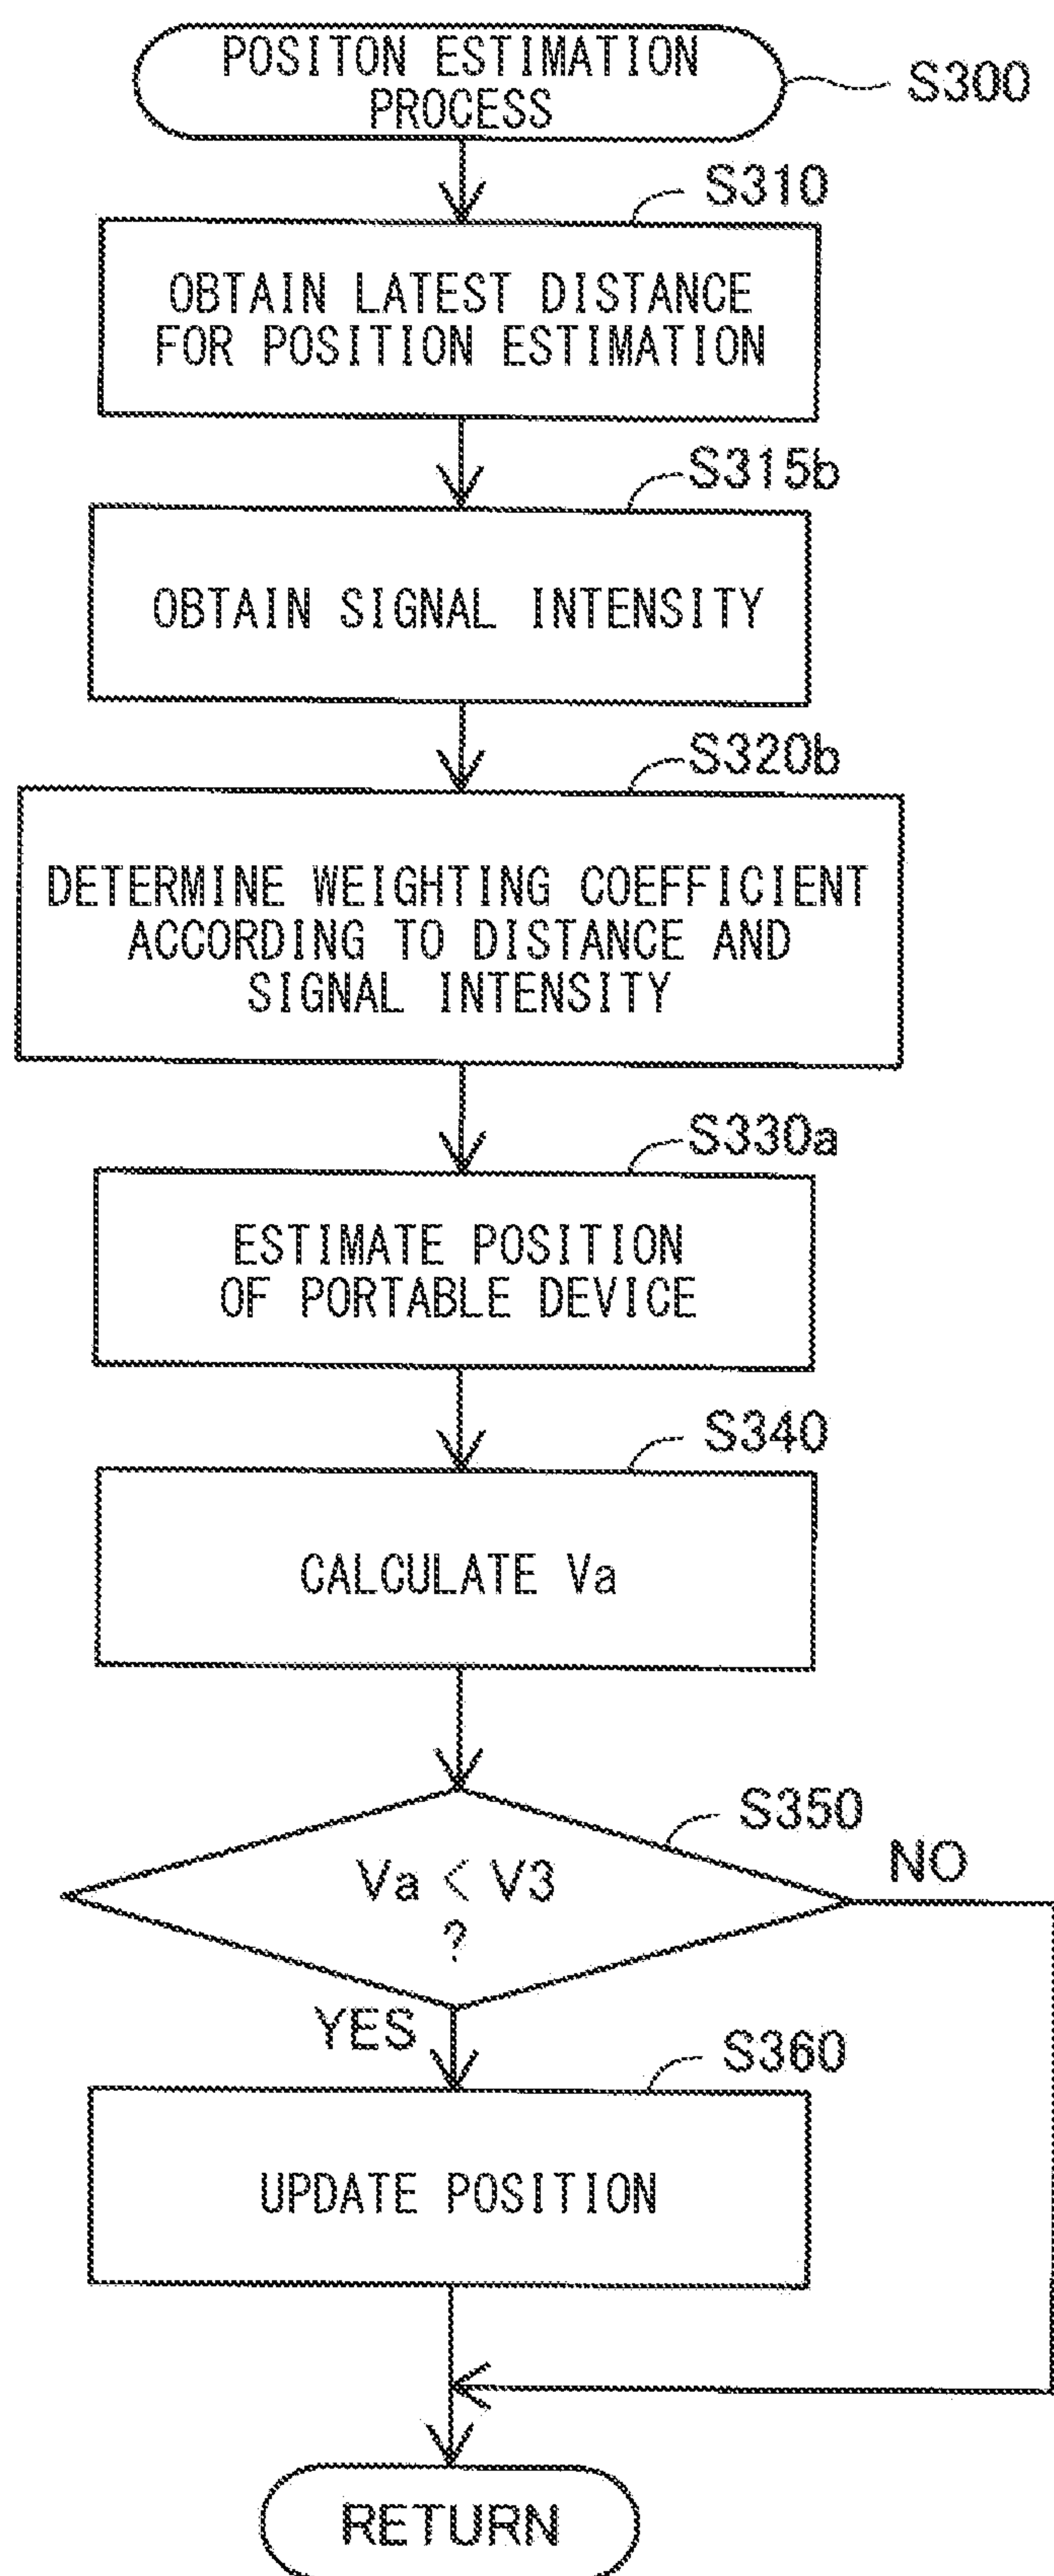 POSITON ESTIMATION
PROCESS
S300
S310
OBTAIN LATEST DISTANCE
FOR POSITION ESTIMATION
S315b
OBTAIN SIGNAL INTENSITY
S320b
DETERMINE WEIGHTING COEFFICIENT
ACCORDING TO DISTANCE AND
SIGNAL INTENSITY
S330a
ESTIMATE POSITION
OF PORTABLE DEVICE
S340
CALCULATE Va
S350
Va < V3
?
NO
YES
S360
UPDATE POSITION
RETURN